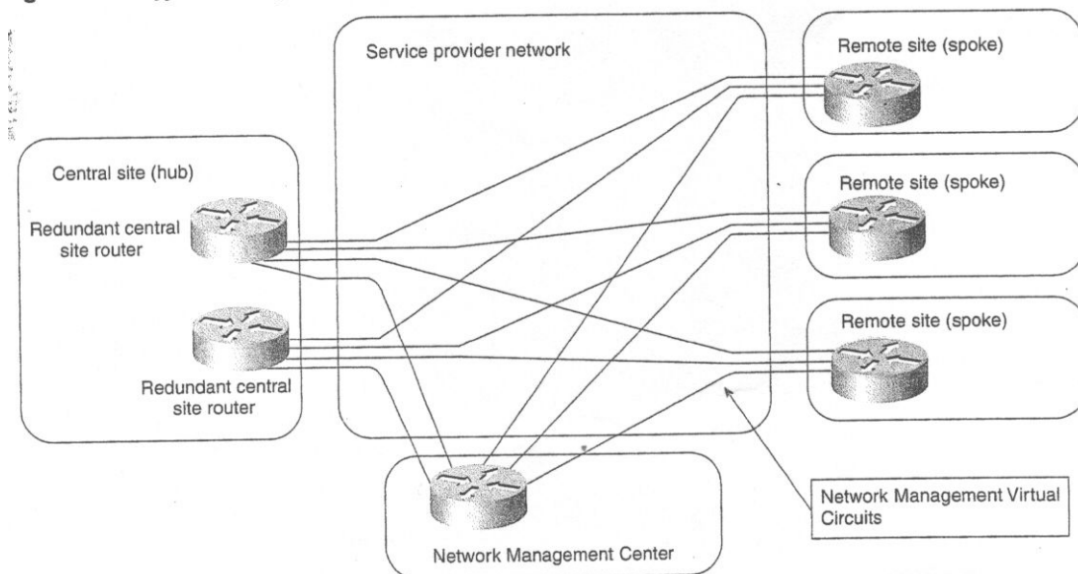 Service provider network
Remote site (spoke)
Central site (hub)
Redundant central
site router
Remote site (spoke)
Remote site (spoke)
Redundant central
site router
Network Management Virtual
Circuits
Network Management Center